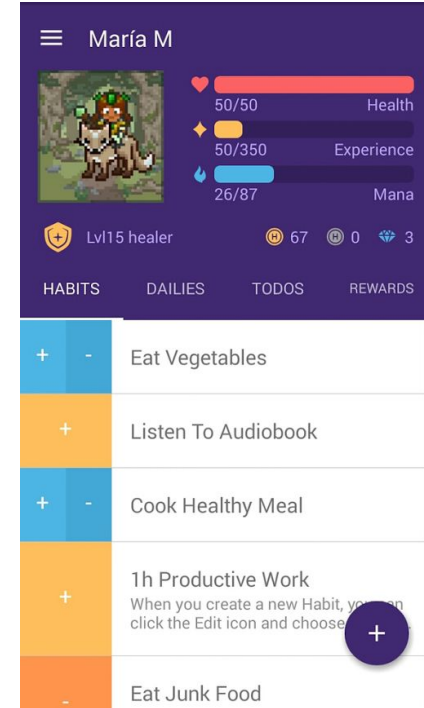 María M
50/50 Health
50/350 Experience
26/87 Mana
Lvl15 healer 67 0 3
HABITS DAILIES TODOS REWARDS
+ - Eat Vegetables
+ Listen To Audiobook
+ - Cook Healthy Meal
+ 1h Productive Work
When you create a new Habit, you can
click the Edit icon and choose
+
- Eat Junk Food